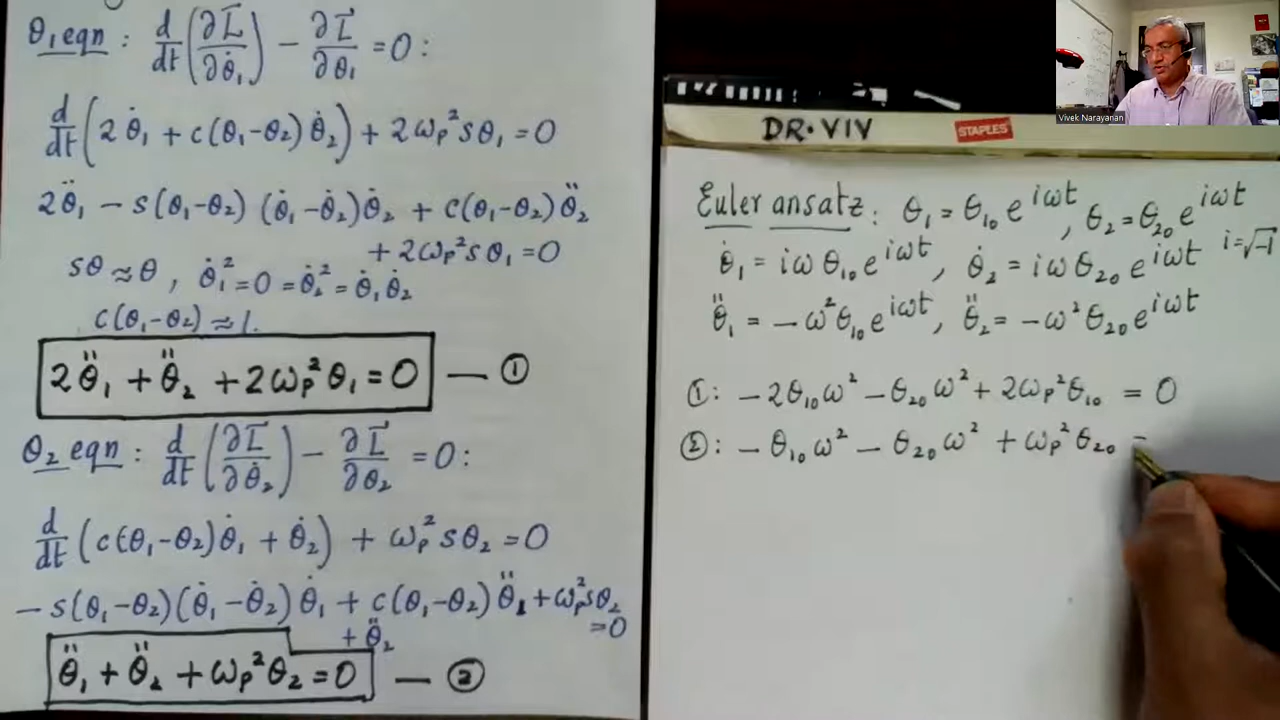 θ₁ eqn : d/dt(∂L̄/∂θ̇₁) − ∂L̄/∂θ₁ = 0 :
d/dt(2θ̇₁ + c(θ₁-θ₂)θ̇₂) + 2ωₚ²sθ₁ = 0
2θ̈₁ − s(θ₁-θ₂)(θ̇₁-θ̇₂)θ̇₂ + c(θ₁-θ₂)θ̈₂
+ 2ωₚ²sθ₁ = 0
sθ ≈ θ , θ̇₁² = 0 = θ̇₂² = θ̇₁θ̇₂
c(θ₁-θ₂) ≈ 1.
2θ̈₁ + θ̈₂ + 2ωₚ²θ₁ = 0 — ①
θ₂ eqn : d/dt(∂L̄/∂θ̇₂) − ∂L̄/∂θ₂ = 0 :
d/dt(c(θ₁-θ₂)θ̇₁ + θ̇₂) + ωₚ²sθ₂ = 0
− s(θ₁-θ₂)(θ̇₁-θ̇₂)θ̇₁ + c(θ₁-θ₂)θ̈₁ + ωₚ²sθ₂
+ θ̈₂ = 0
θ̈₁ + θ̈₂ + ωₚ²θ₂ = 0 — ②
Vivek Narayanan
DR·VIV STAPLES
Euler ansatz : θ₁ = θ₁₀ e^{iωt} , θ₂ = θ₂₀ e^{iωt}
θ̇₁ = iω θ₁₀ e^{iωt} , θ̇₂ = iω θ₂₀ e^{iωt} i = √-1
θ̈₁ = −ω²θ₁₀ e^{iωt} , θ̈₂ = −ω²θ₂₀ e^{iωt}
①: − 2θ₁₀ω² − θ₂₀ω² + 2ωₚ²θ₁₀ = 0
②: − θ₁₀ω² − θ₂₀ω² + ωₚ²θ₂₀ =